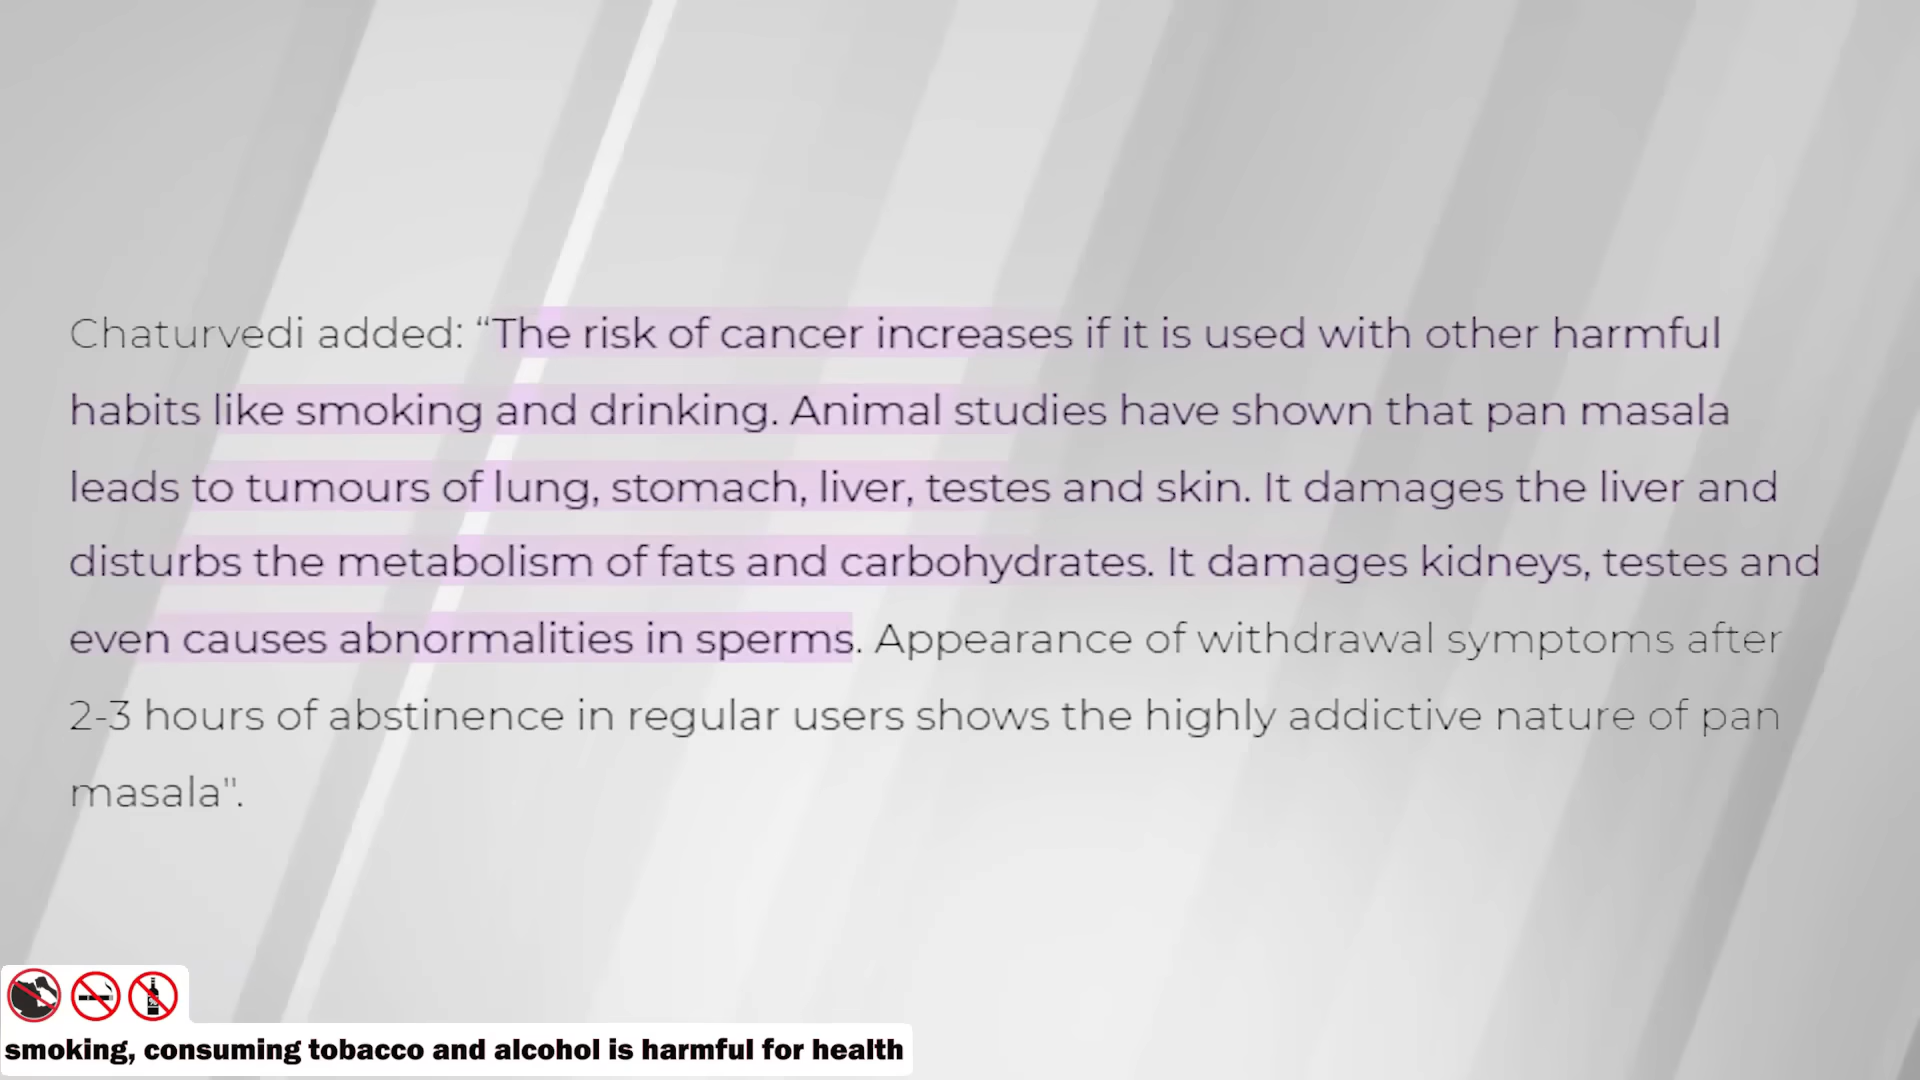 Chaturvedi added: “The risk of cancer increases if it is used with other harmful
habits like smoking and drinking. Animal studies have shown that pan masala
leads to tumours of lung, stomach, liver, testes and skin. It damages the liver and
disturbs the metabolism of fats and carbohydrates. It damages kidneys, testes and
even causes abnormalities in sperms. Appearance of withdrawal symptoms after
2-3 hours of abstinence in regular users shows the highly addictive nature of pan
masala".
smoking, consuming tobacco and alcohol is harmful for health